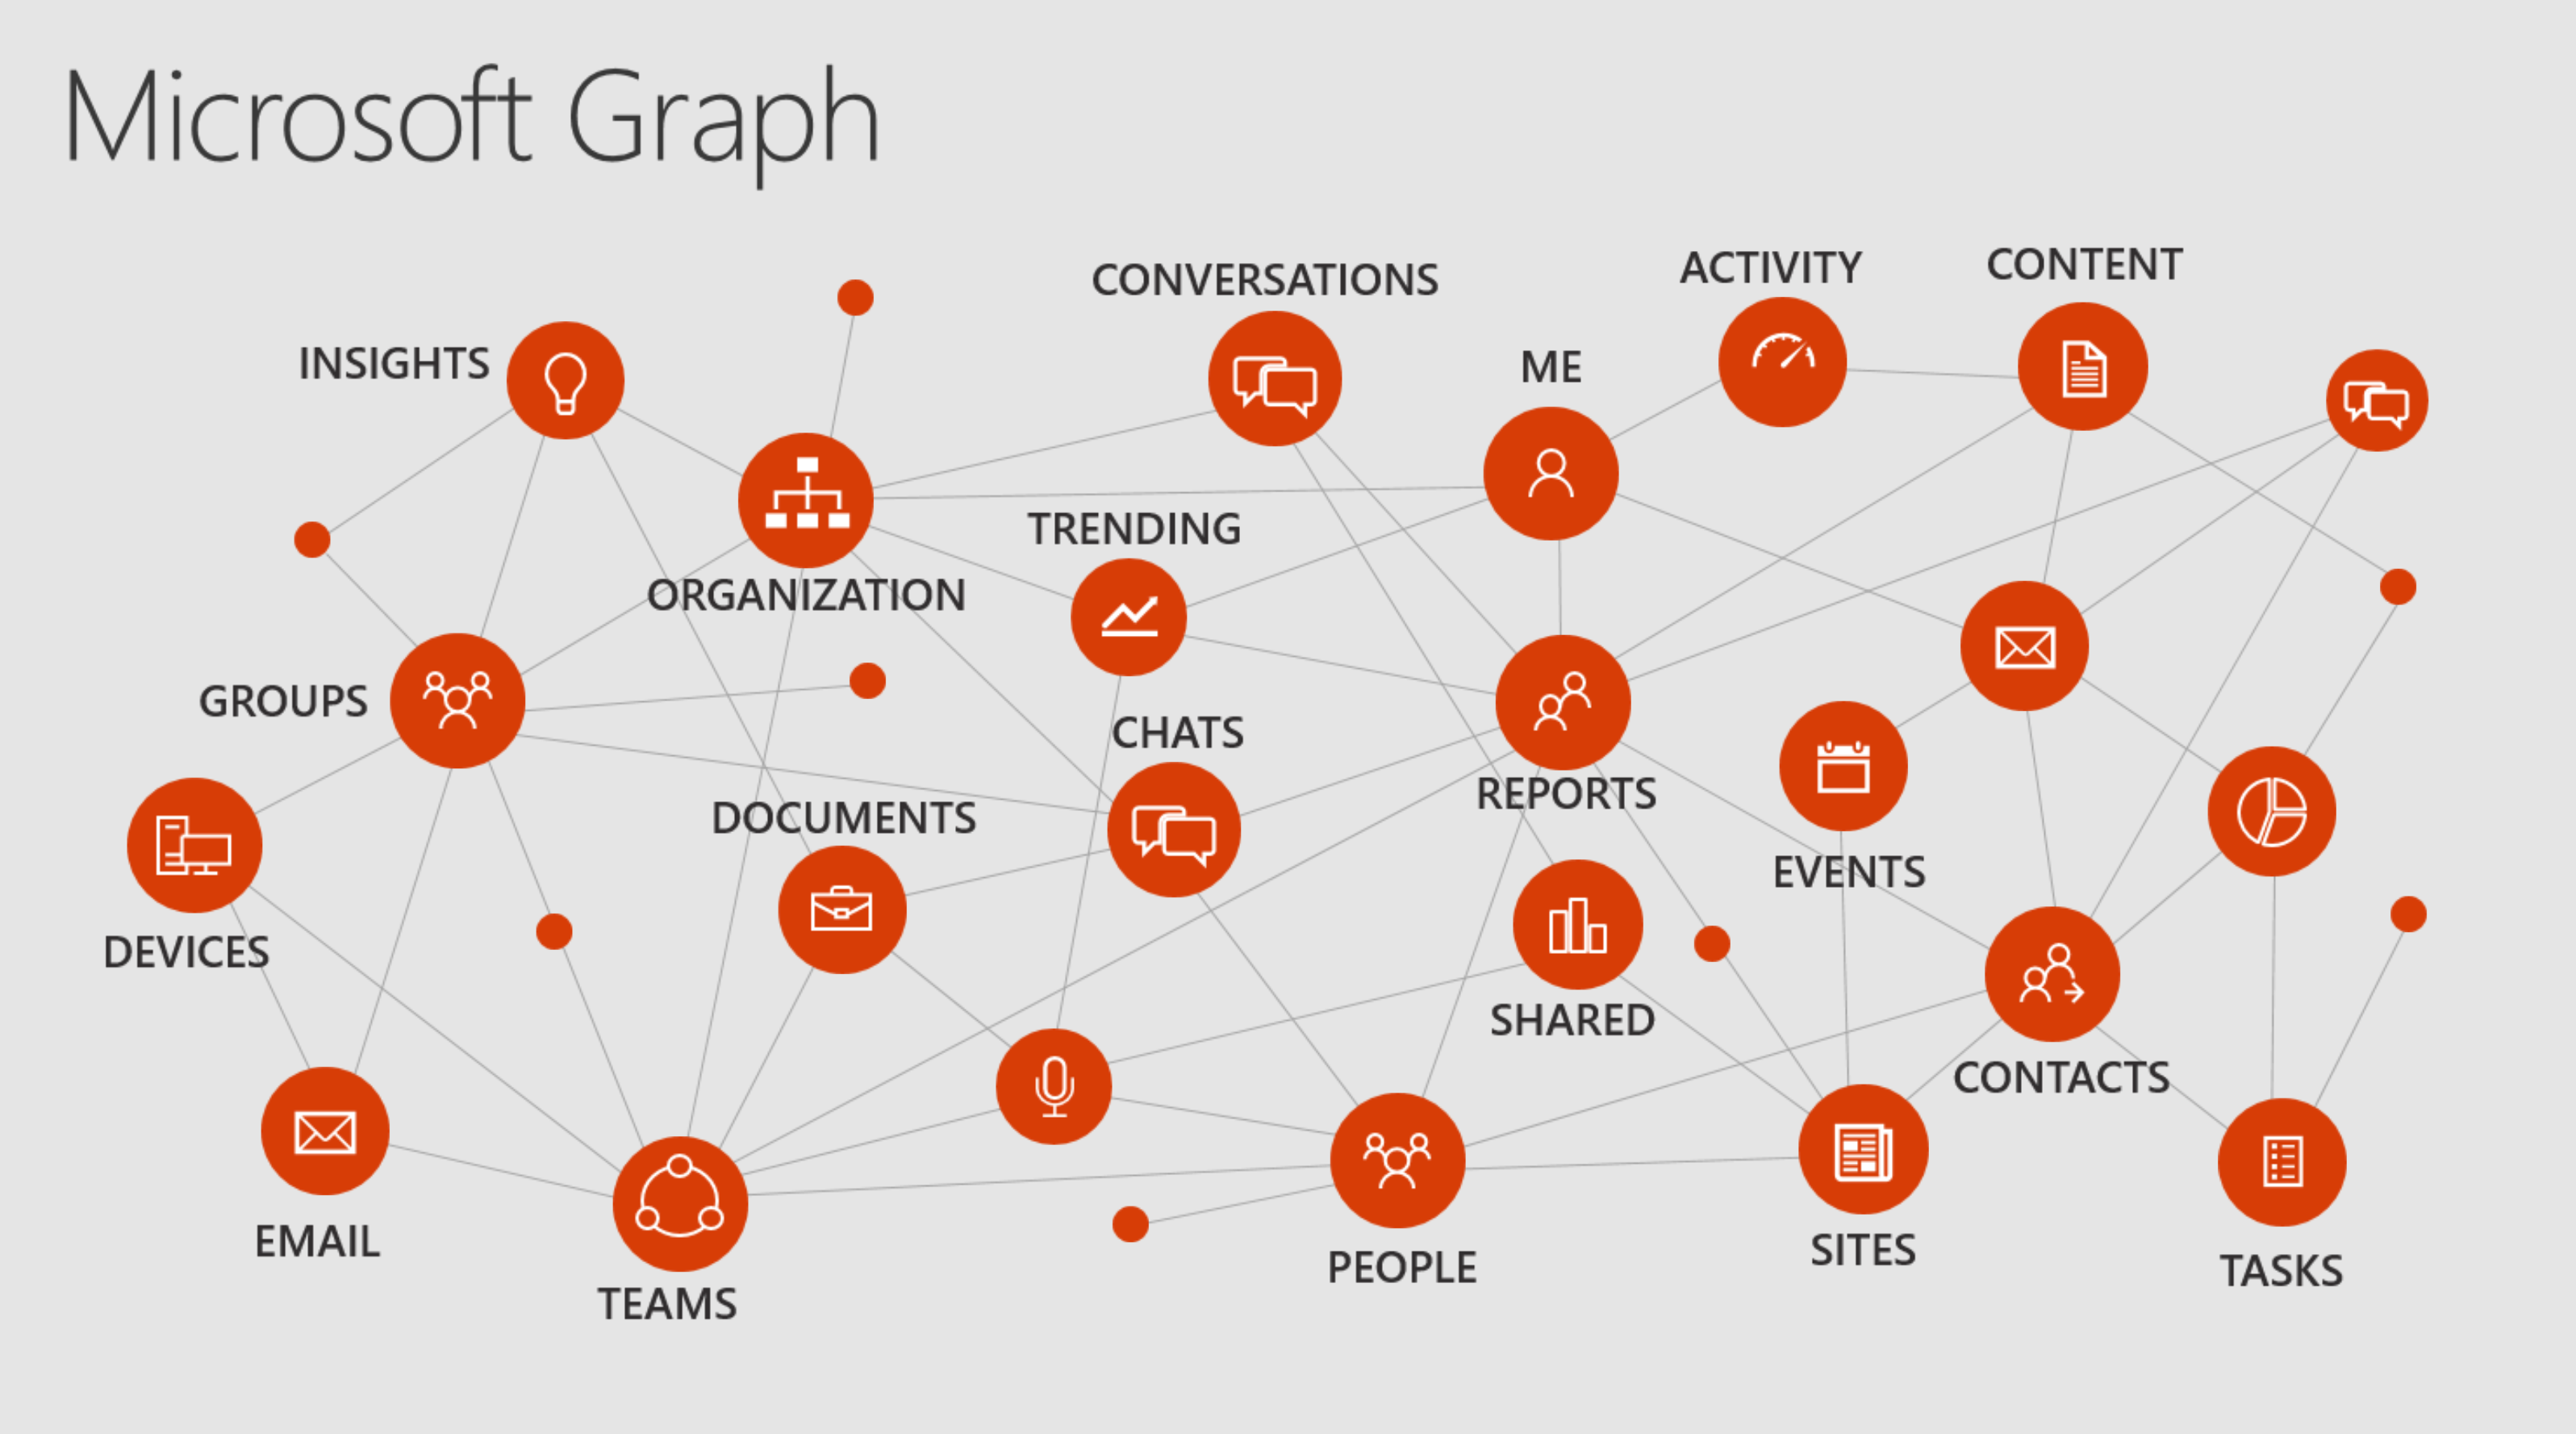 Microsoft Graph
CONVERSATIONS
ACTIVITY
CONTENT
INSIGHTS
ME
TRENDING
ORGANIZATION
GROUPS
CHATS
REPORTS
DOCUMENTS
EVENTS
DEVICES
SHARED
CONTACTS
EMAIL
PEOPLE
SITES
TASKS
TEAMS